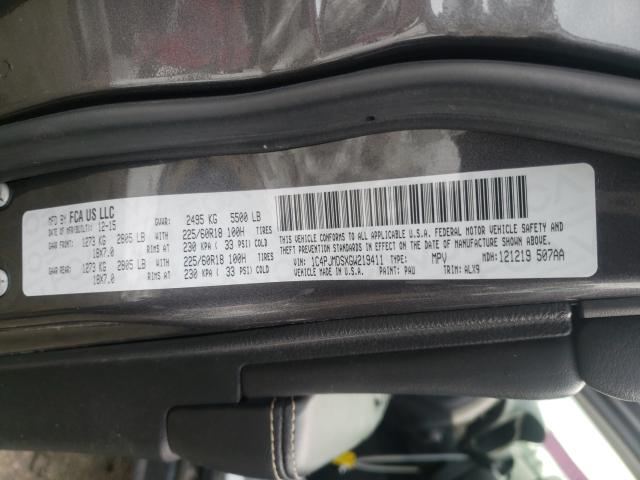 MFD BY FCA US LLC GVWR: 2495 KG 5500 LB
DATE OF MFR/BUILT: 12-15
GAWR FRONT: 1273 KG 2805 LB WITH 225/60R18 100H TIRES
18X7.0 RIMS AT 230 KPA ( 33 PSI) COLD
GAWR REAR: 1273 KG 2805 LB WITH 225/60R18 100H TIRES
18X7.0 RIMS AT 230 KPA ( 33 PSI) COLD
THIS VEHICLE CONFORMS TO ALL APPLICABLE U.S.A. FEDERAL MOTOR VEHICLE SAFETY AND
THEFT PREVENTION STANDARDS IN EFFECT ON THE DATE OF MANUFACTURE SHOWN ABOVE.
VIN: 1C4PJMDSXGW219411 TYPE: MPV MDH: 121219 507AA
VEHICLE MADE IN U.S.A. PAINT: PAU TRIM: ALX9